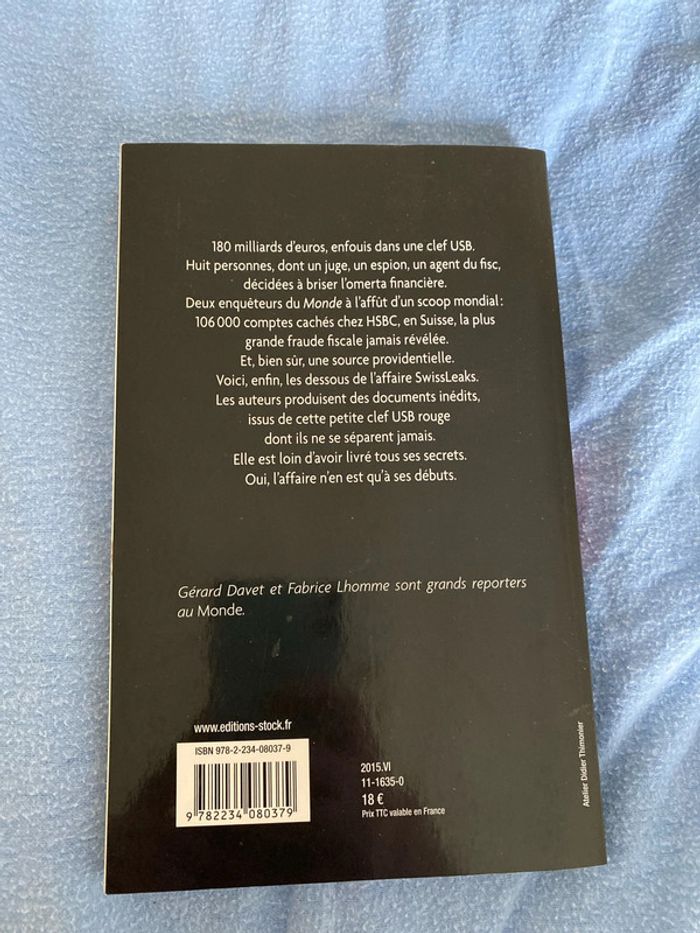 180 milliards d'euros, enfouis dans une clef USB.
Huit personnes, dont un juge, un espion, un agent du fisc,
décidées à briser l'omerta financière.
Deux enquêteurs du Monde à l'affût d'un scoop mondial :
106 000 comptes cachés chez HSBC, en Suisse, la plus
grande fraude fiscale jamais révélée.
Et, bien sûr, une source providentielle.
Voici, enfin, les dessous de l'affaire SwissLeaks.
Les auteurs produisent des documents inédits,
issus de cette petite clef USB rouge
dont ils ne se séparent jamais.
Elle est loin d'avoir livré tous ses secrets.
Oui, l'affaire n'en est qu'à ses débuts.
Gérard Davet et Fabrice Lhomme sont grands reporters
au Monde.
www.editions-stock.fr
ISBN 978-2-234-08037-9
9 782234 080379
2015.VI
11-1635-0
18 €
Prix TTC valable en France
Atelier Didier Thimonier